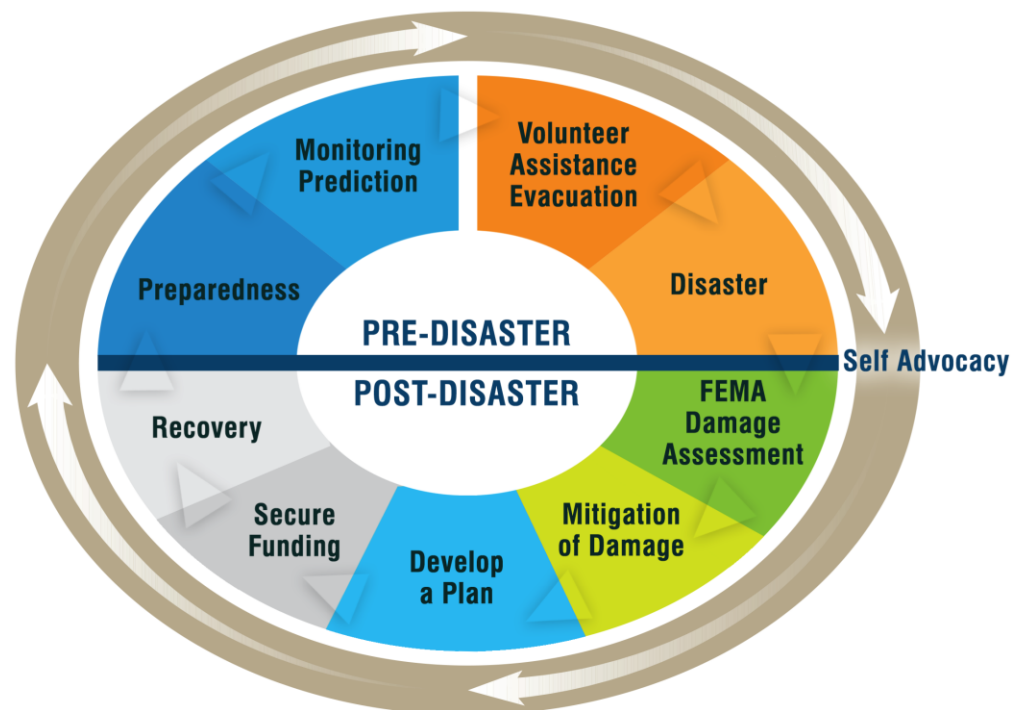 Monitoring
Prediction
Volunteer
Assistance
Evacuation
Preparedness
Disaster
PRE-DISASTER
Self Advocacy
POST-DISASTER
FEMA
Damage
Assessment
Recovery
Secure
Funding
Mitigation
of Damage
Develop
a Plan